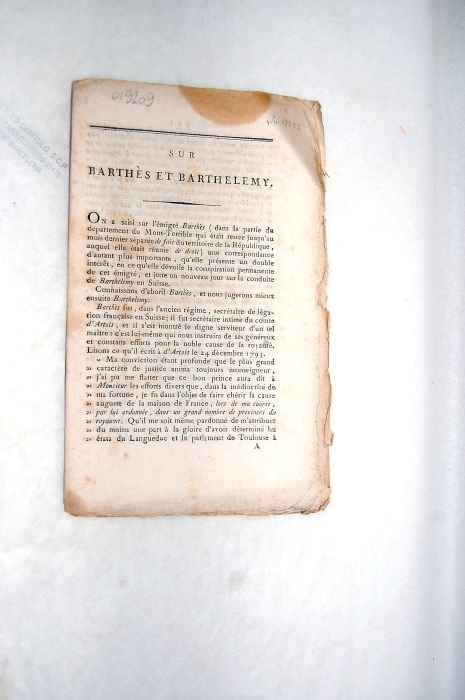 019209
SUR
BARTHÈS ET BARTHELEMY,
ON a saisi sur l'émigré Barthès ( dans la partie du
département du Mont-Terrible qui était restée jusqu'au
mois dernier séparée de fait du territoire de la République,
auquel elle était réunie de droit) une correspondance
d'autant plus importante, qu'elle présente un double
intérêt, en ce qu'elle dévoile la conspiration permanente
de cet émigré, et jette un nouveau jour sur la conduite
de Barthelemy en Suisse.
Connaissons d'abord Barthès, et nous jugerons mieux
ensuite Barthelemy.
Barthès fut, dans l'ancien régime, secrétaire de léga-
tion française en Suisse; il fut secrétaire intime du comte
d'Artois, et il s'est montré le digne serviteur d'un tel
maître : c'est lui-même qui nous instruira de ses généreux
et constans efforts pour la noble cause de la royauté.
Lisons ce qu'il écrit à d'Artois le 24 décembre 1793:
« Ma conviction étant profonde que le plus grand
» caractère de justice anima toujours monseigneur,
» j'ai pu me flatter que ce bon prince aura dit à
» Monsieur les efforts divers que, dans la médiocrité de
» ma fortune, je fis dans l'objet de faire chérir la cause
» auguste de la maison de France, lors de ma course,
» par lui ordonnée, dans un grand nombre de provinces du
» royaume. Qu'il me soit même pardonné de m'attribuer
» du moins une part à la gloire d'avoir déterminé les
» états du Languedoc et le parlement de Toulouse à
A